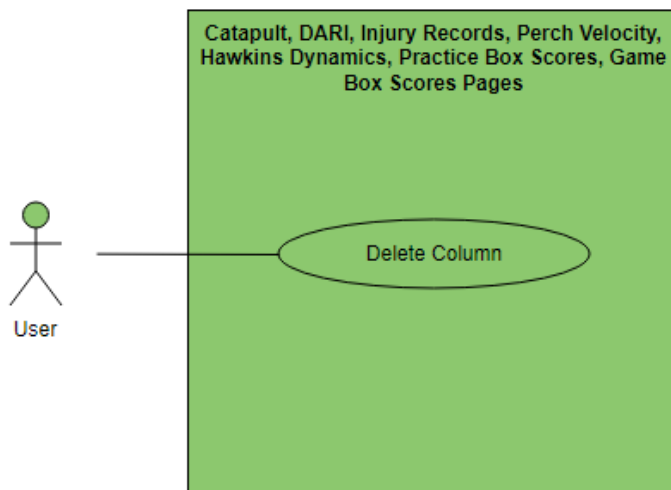 Catapult, DARI, Injury Records, Perch Velocity,
Hawkins Dynamics, Practice Box Scores, Game
Box Scores Pages
Delete Column
User